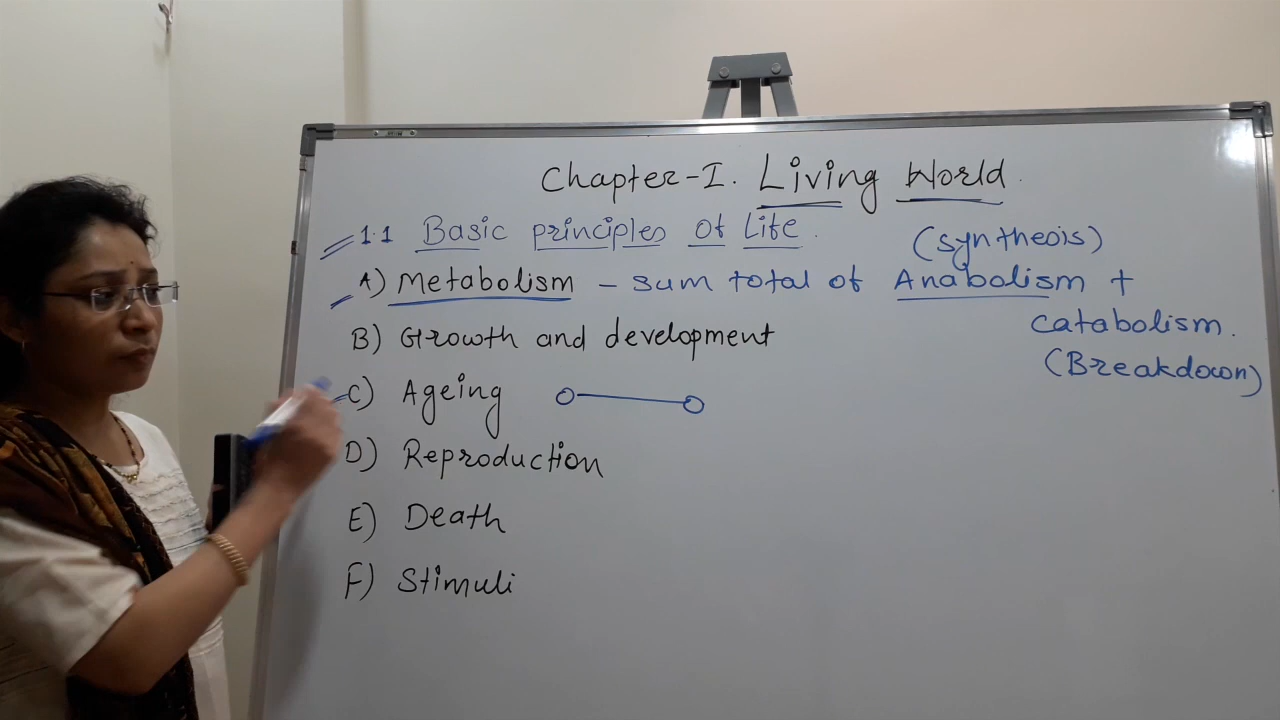 Chapter-I. Living World.
1.1 Basic principles of Life.
(syntheois)
A) Metabolism - sum total of Anabolism +
catabolism.
(Breakdown)
B) Growth and development
C) Ageing
D) Reproduction
E) Death
F) Stimuli